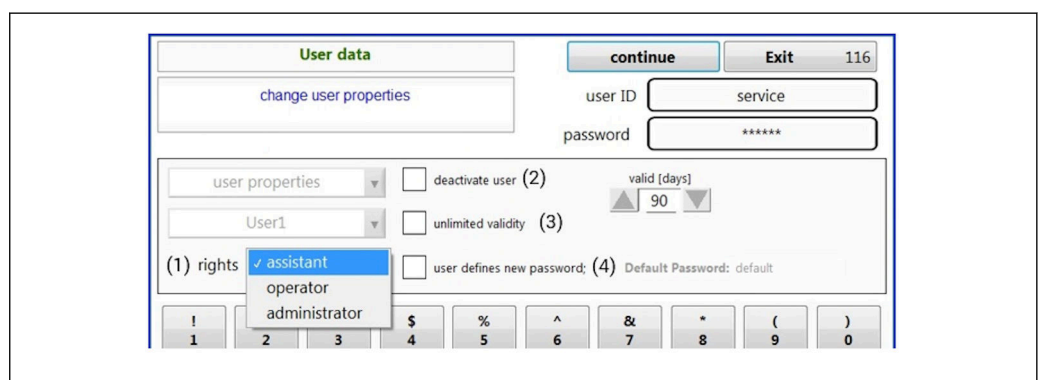 User data
continue
Exit 116
change user properties
user ID service
password ******
user properties deactivate user (2) valid [days]
90
User1 unlimited validity (3)
(1) rights ✓ assistant user defines new password; (4) Default Password: default
operator
administrator
! $ % ^ & * ( )
1 2 3 4 5 6 7 8 9 0